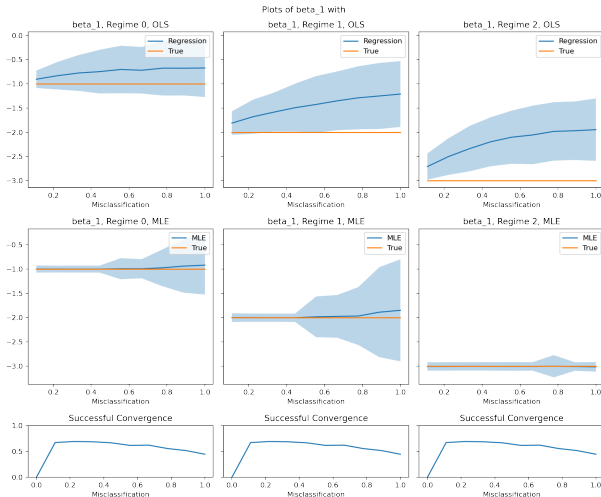 Plots of beta_1 with
beta_1, Regime 0, OLS
beta_1, Regime 1, OLS
beta_1, Regime 2, OLS
0.0
−0.5
−1.0
−1.5
−2.0
−2.5
−3.0
Regression
True
Regression
True
Regression
True
0.2 0.4 0.6 0.8 1.0
0.2 0.4 0.6 0.8 1.0
0.2 0.4 0.6 0.8 1.0
Misclassification
Misclassification
Misclassification
beta_1, Regime 0, MLE
beta_1, Regime 1, MLE
beta_1, Regime 2, MLE
−0.5
−1.0
−1.5
−2.0
−2.5
−3.0
MLE
True
MLE
True
MLE
True
0.2 0.4 0.6 0.8 1.0
0.2 0.4 0.6 0.8 1.0
0.2 0.4 0.6 0.8 1.0
Misclassification
Misclassification
Misclassification
Successful Convergence
Successful Convergence
Successful Convergence
1.0
0.5
0.0
0.0 0.2 0.4 0.6 0.8 1.0
0.0 0.2 0.4 0.6 0.8 1.0
0.0 0.2 0.4 0.6 0.8 1.0
Misclassification
Misclassification
Misclassification